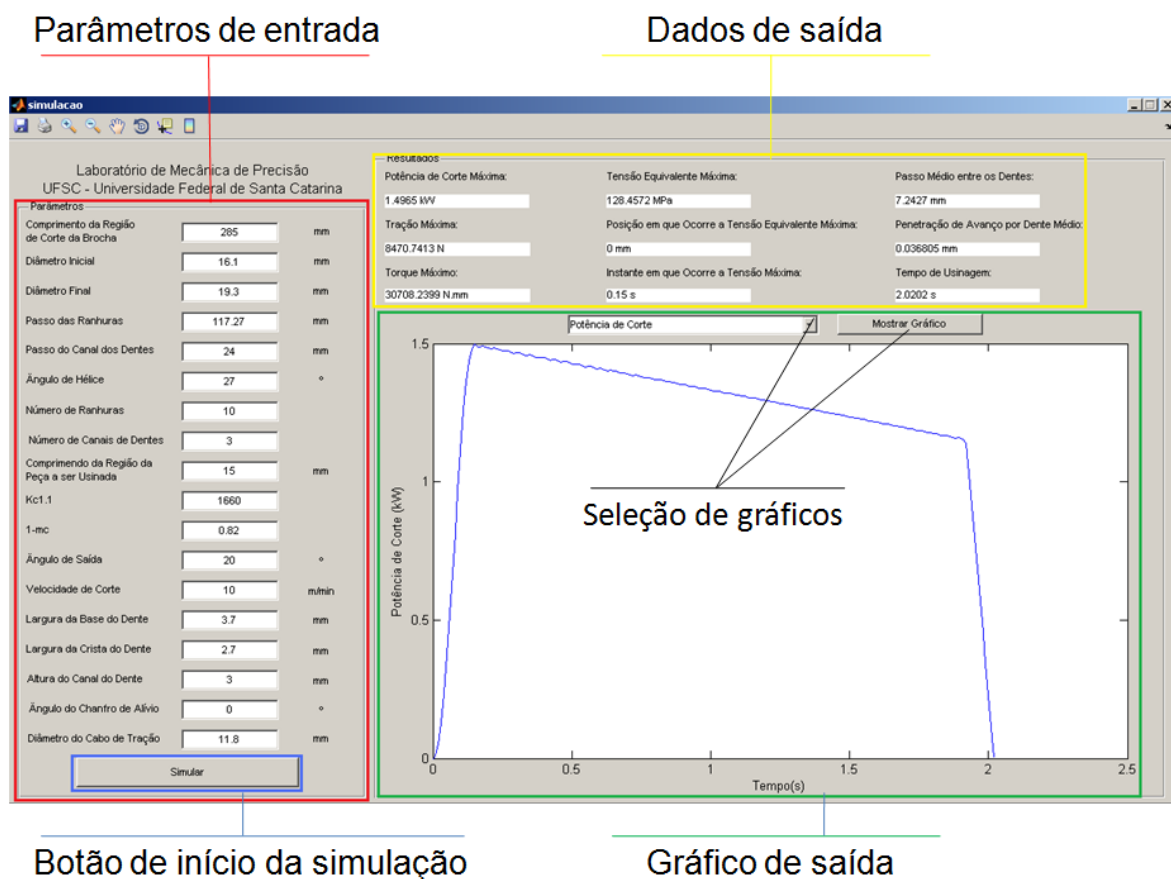 Parâmetros de entrada
Dados de saída
simulacao
Laboratório de Mecânica de Precisão
UFSC - Universidade Federal de Santa Catarina
Parâmetros
Comprimento da Região
de Corte da Brocha
285
mm
Diâmetro Inicial
16.1
mm
Diâmetro Final
19.3
mm
Passo das Ranhuras
117.27
mm
Passo do Canal dos Dentes
24
mm
Ângulo de Hélice
27
°
Número de Ranhuras
10
Número de Canais de Dentes
3
Comprimendo da Região da
Peça a ser Usinada
15
mm
Kc1.1
1660
1-mc
0.82
Ângulo de Saída
20
°
Velocidade de Corte
10
m/min
Largura da Base do Dente
3.7
mm
Largura da Crista do Dente
2.7
mm
Altura do Canal do Dente
3
mm
Ângulo do Chanfro de Alívio
0
°
Diâmetro do Cabo de Tração
11.8
mm
Simular
Resultados
Potência de Corte Máxima:
Tensão Equivalente Máxima:
Passo Médio entre os Dentes:
1.4965 kW
128.4572 MPa
7.2427 mm
Tração Máxima:
Posição em que Ocorre a Tensão Equivalente Máxima:
Penetração de Avanço por Dente Médio:
8470.7413 N
0 mm
0.036805 mm
Torque Máximo:
Instante em que Ocorre a Tensão Máxima:
Tempo de Usinagem:
30708.2399 N.mm
0.15 s
2.0202 s
Potência de Corte
Mostrar Gráfico
1.5
1
0.5
0
Potência de Corte (kW)
Seleção de gráficos
0
0.5
1
1.5
2
2.5
Tempo(s)
Botão de início da simulação
Gráfico de saída